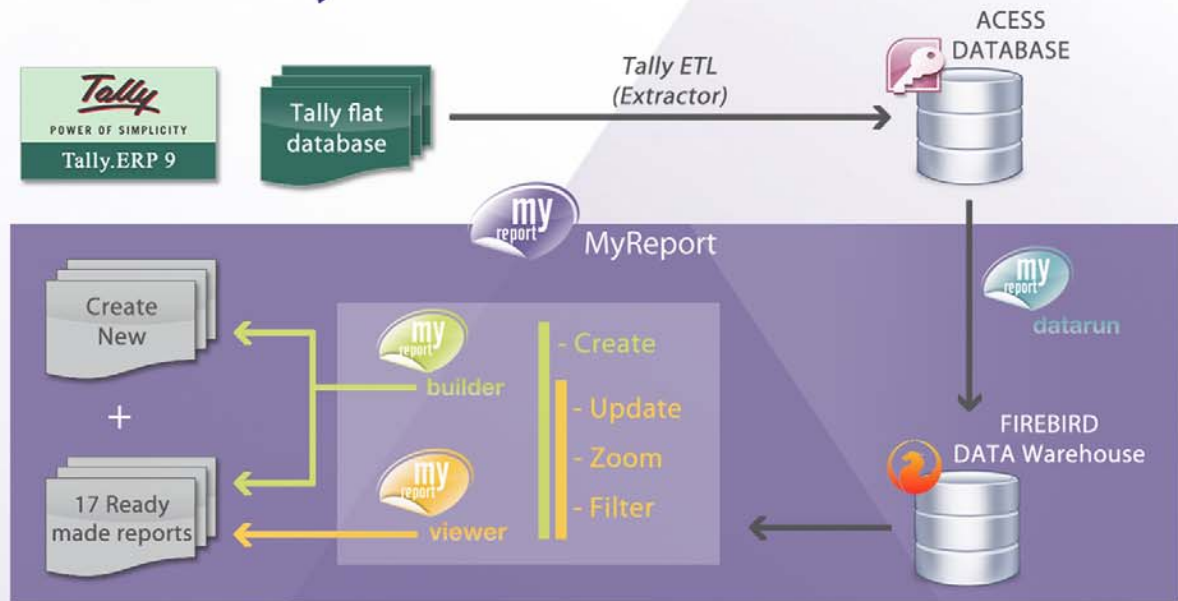 ACESS
DATABASE
Tally
POWER OF SIMPLICITY
Tally.ERP 9
Tally flat
database
Tally ETL
(Extractor)
my
report
MyReport
my
report
datarun
Create
New
my
report
builder
- Create
- Update
- Zoom
- Filter
+
17 Ready
made reports
my
report
viewer
FIREBIRD
DATA Warehouse